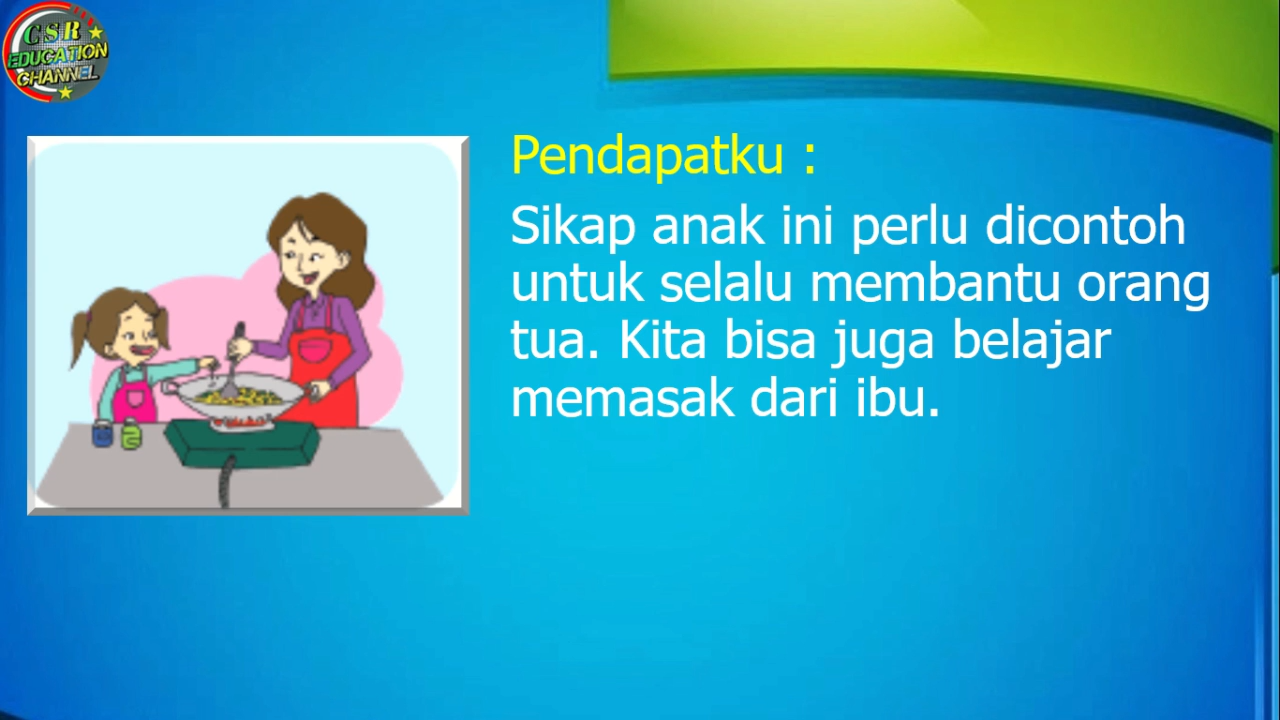 CSR
EDUCATION
CHANNEL
Pendapatku :
Sikap anak ini perlu dicontoh
untuk selalu membantu orang
tua. Kita bisa juga belajar
memasak dari ibu.